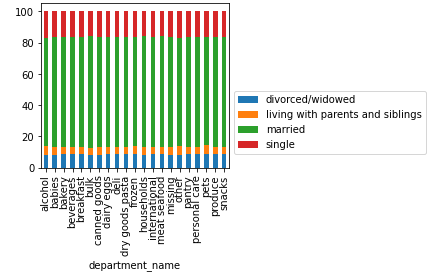 100
80
60
40
20
0
alcohol
babies
bakery
beverages
breakfast
bulk
canned goods
dairy eggs
deli
dry goods pasta
frozen
households
international
meat seafood
missing
other
pantry
personal care
pets
produce
snacks
department_name
divorced/widowed
living with parents and siblings
married
single